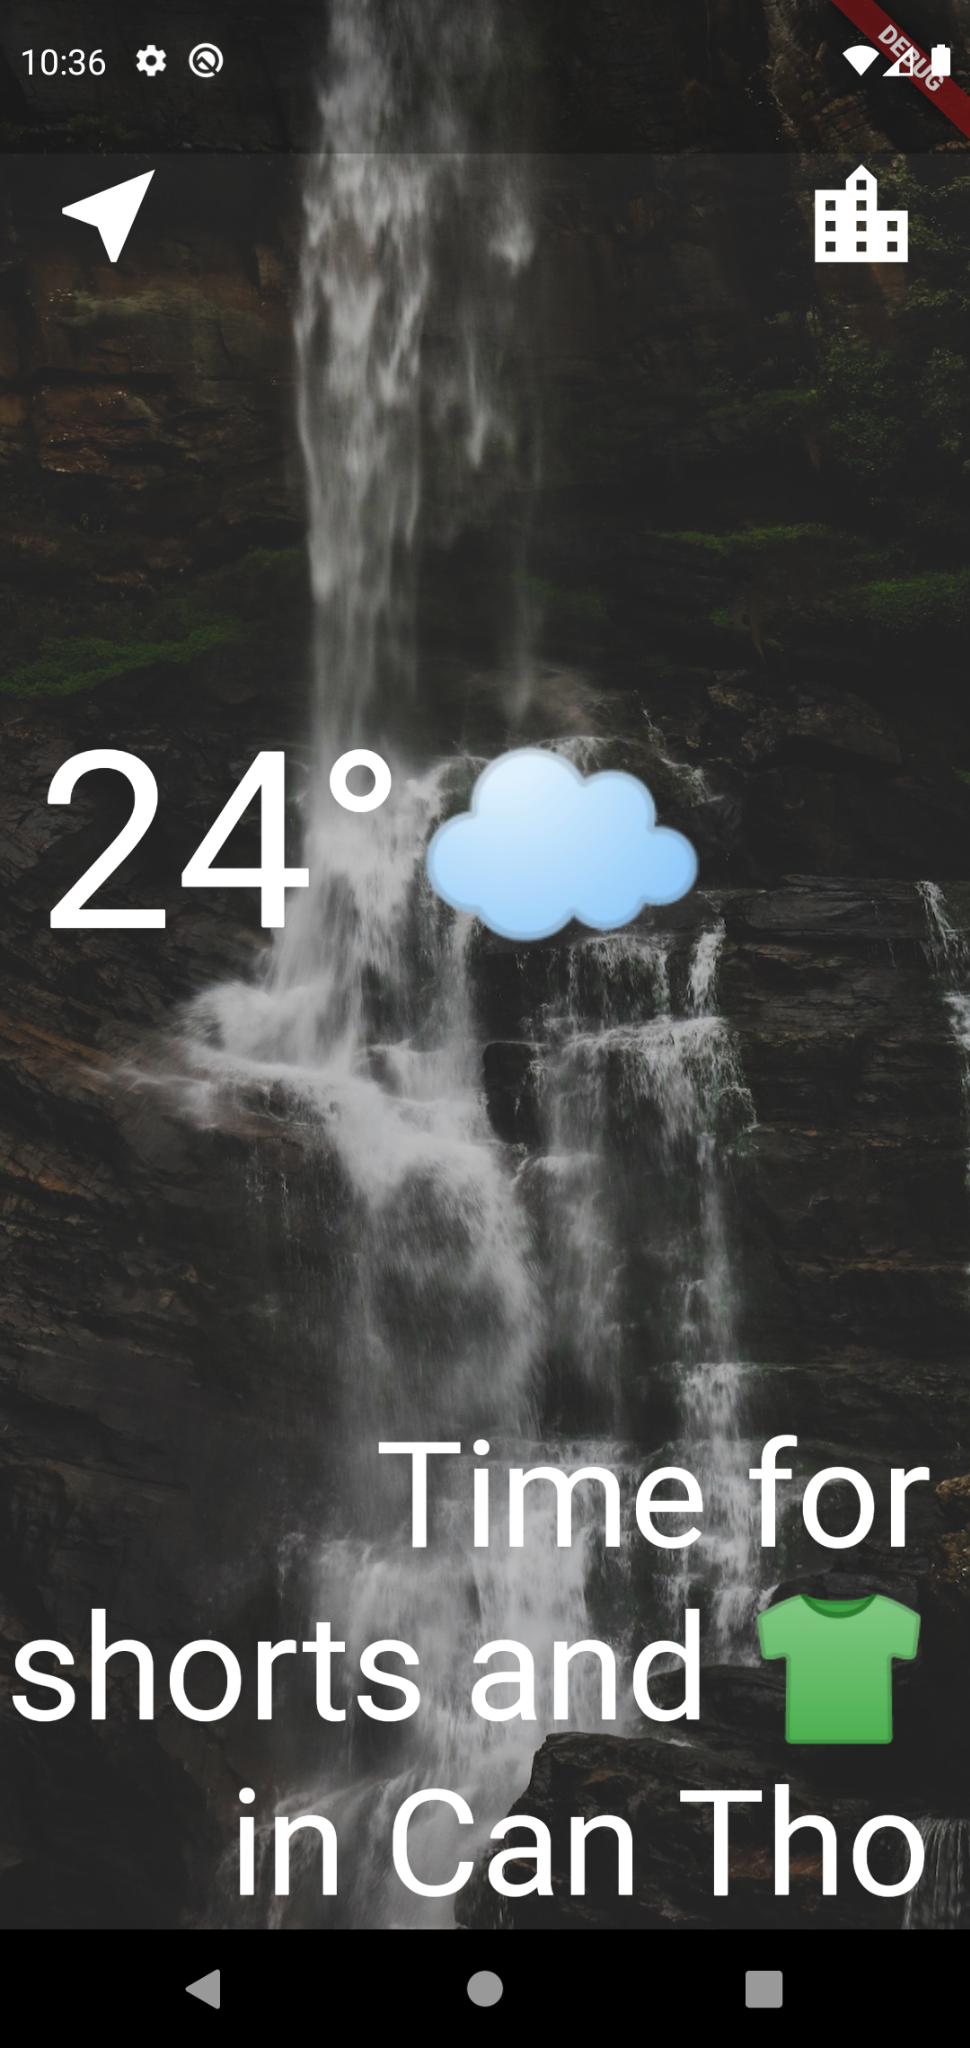 10:36
DEBUG
24°
Time for
shorts and 👕
in Can Tho